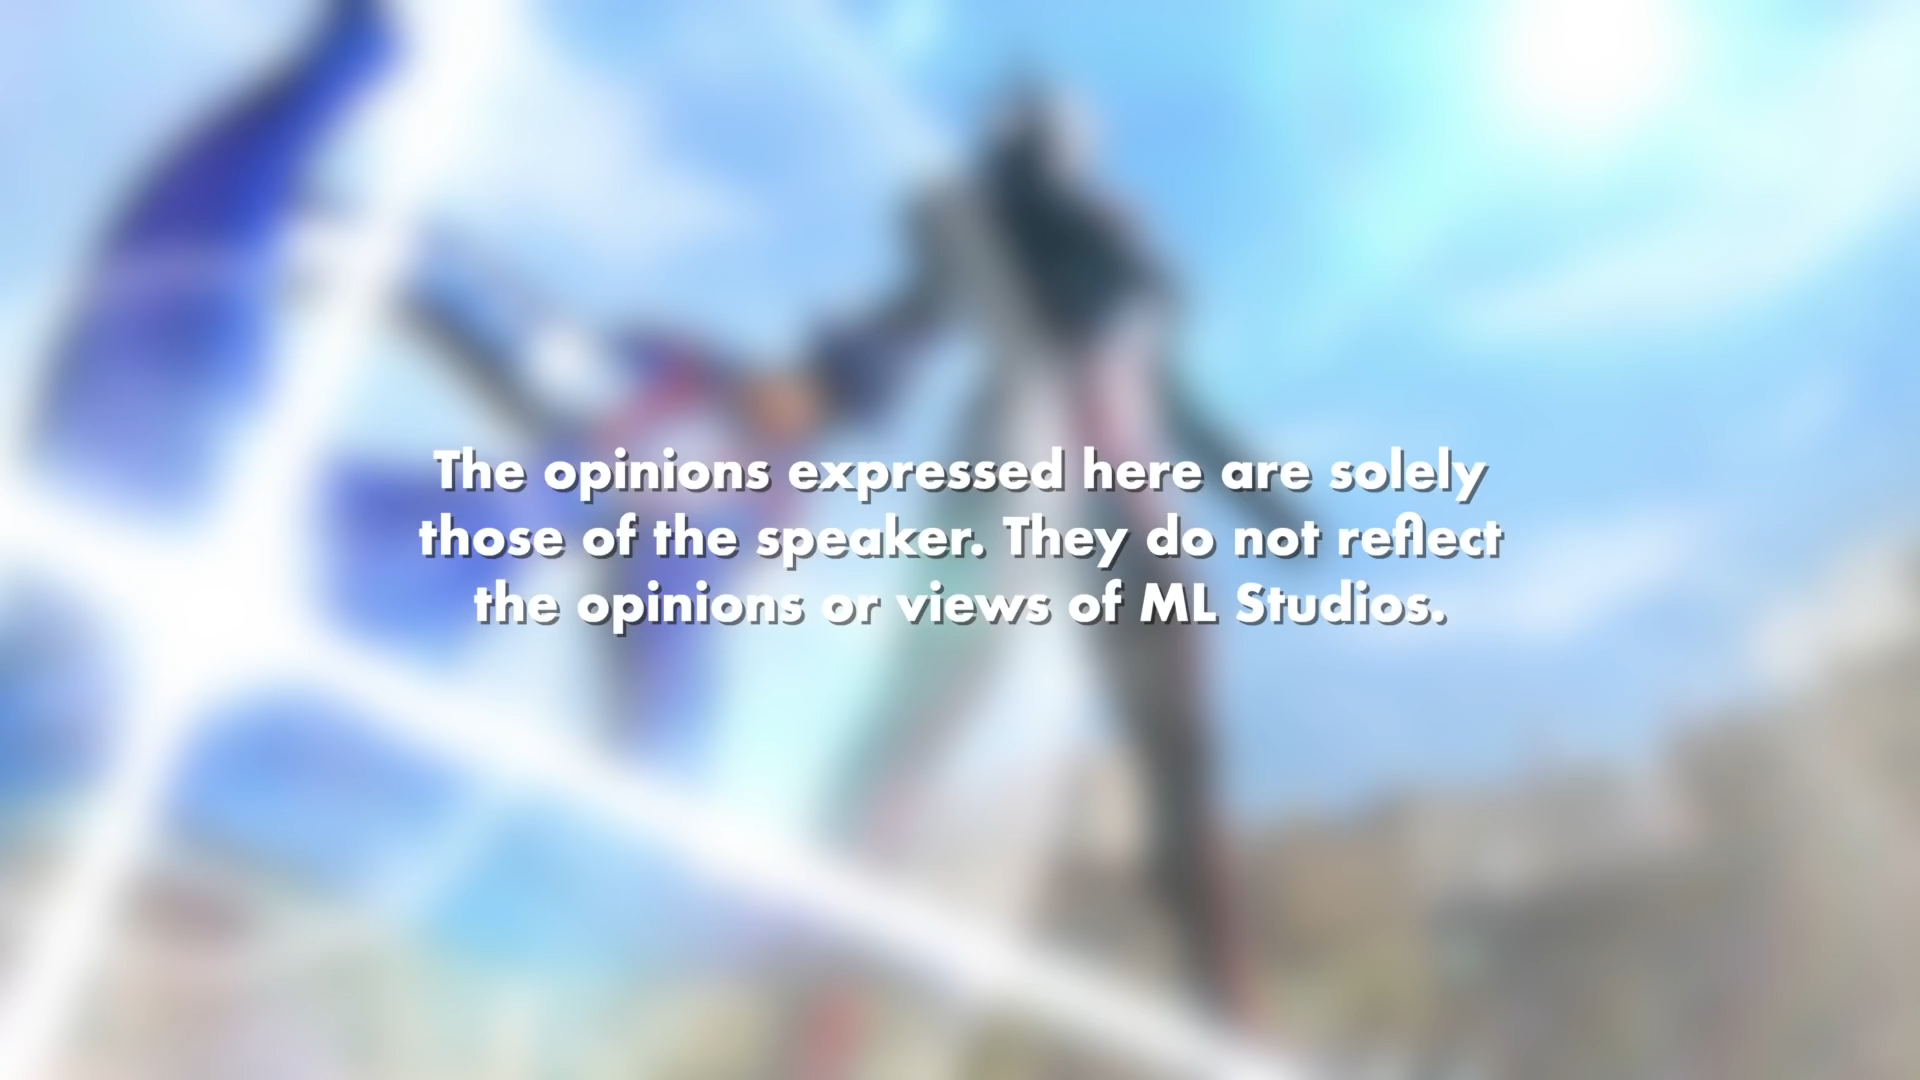 The opinions expressed here are solely
those of the speaker. They do not reflect
the opinions or views of ML Studios.